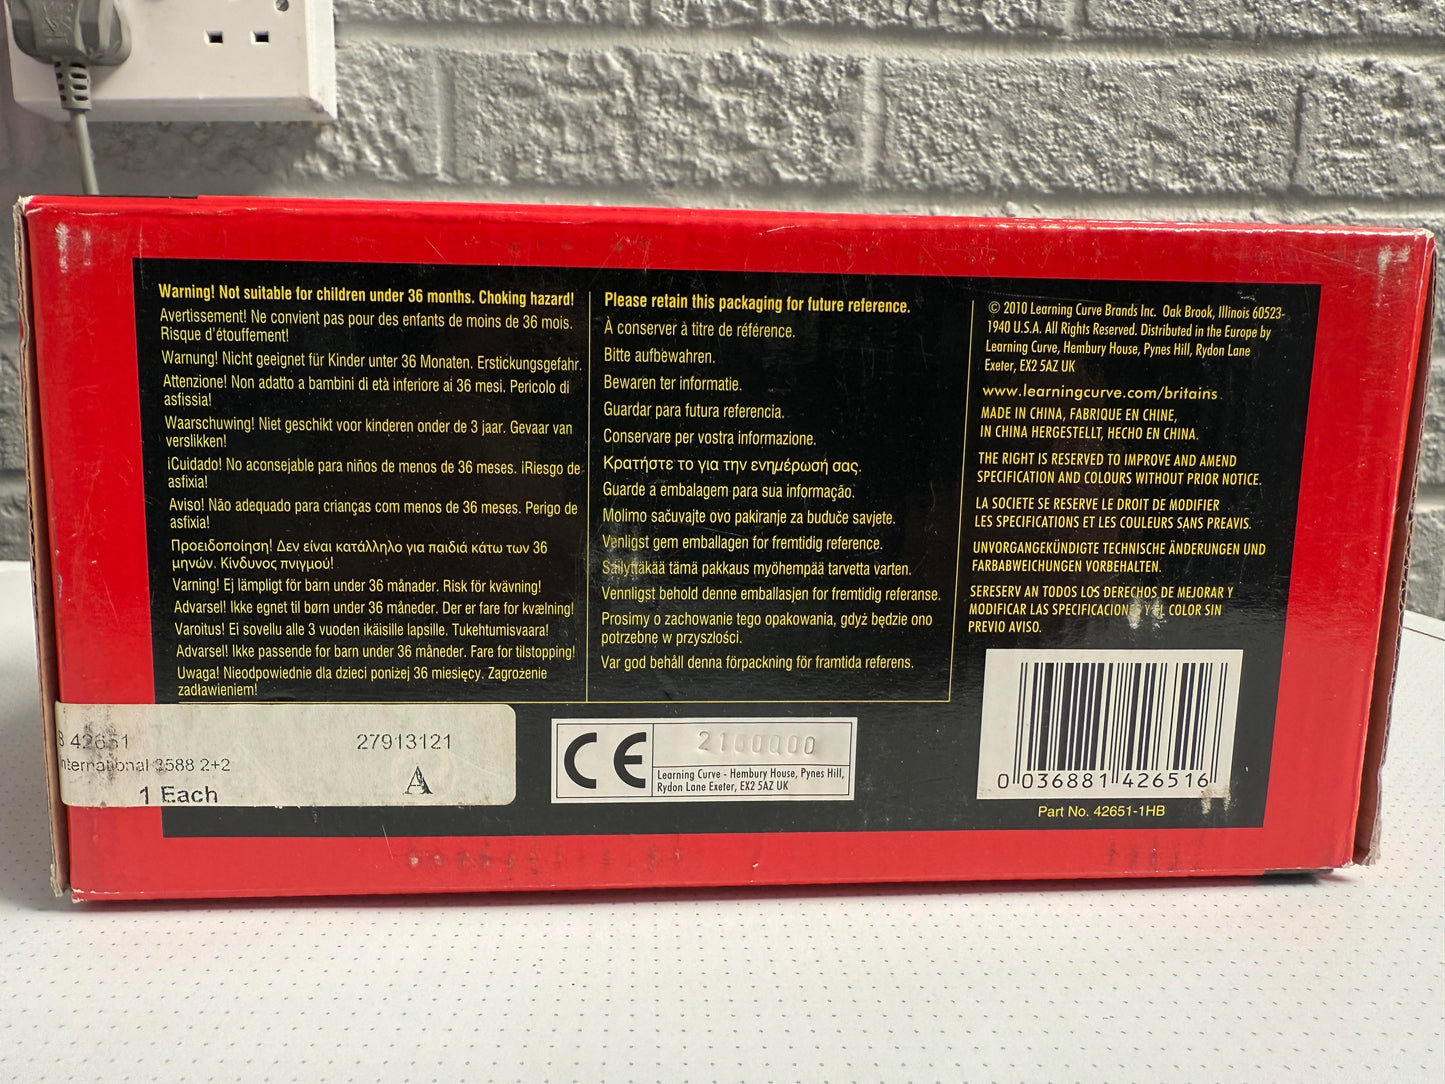 Warning! Not suitable for children under 36 months. Choking hazard!
Avertissement! Ne convient pas pour des enfants de moins de 36 mois.
Risque d'étouffement!
Warnung! Nicht geeignet für Kinder unter 36 Monaten. Erstickungsgefahr.
Attenzione! Non adatto a bambini di età inferiore ai 36 mesi. Pericolo di
asfissia!
Waarschuwing! Niet geschikt voor kinderen onder de 3 jaar. Gevaar van
verslikken!
¡Cuidado! No aconsejable para niños de menos de 36 meses. ¡Riesgo de
asfixia!
Aviso! Não adequado para crianças com menos de 36 meses. Perigo de
asfixia!
Προειδοποίηση! Δεν είναι κατάλληλο για παιδιά κάτω των 36
μηνών. Κίνδυνος πνιγμού!
Varning! Ej lämpligt för barn under 36 månader. Risk för kvävning!
Advarsel! Ikke egnet til børn under 36 måneder. Der er fare for kvælning!
Varoitus! Ei sovellu alle 3 vuoden ikäisille lapsille. Tukehtumisvaara!
Advarsel! Ikke passende for barn under 36 måneder. Fare for tilstopping!
Uwaga! Nieodpowiednie dla dzieci poniżej 36 miesięcy. Zagrożenie
zadławieniem!
Please retain this packaging for future reference.
À conserver à titre de référence.
Bitte aufbewahren.
Bewaren ter informatie.
Guardar para futura referencia.
Conservare per vostra informazione.
Κρατήστε το για την ενημέρωσή σας.
Guarde a embalagem para sua informação.
Molimo sačuvajte ovo pakiranje za buduče savjete.
Venligst gem emballagen for fremtidig reference.
Säilyttäkää tämä pakkaus myöhempää tarvetta varten.
Vennligst behold denne emballasjen for fremtidig referanse.
Prosimy o zachowanie tego opakowania, gdyż będzie ono
potrzebne w przyszłości.
Var god behåll denna förpackning för framtida referens.
© 2010 Learning Curve Brands Inc. Oak Brook, Illinois 60523-
1940 U.S.A. All Rights Reserved. Distributed in the Europe by
Learning Curve, Hembury House, Pynes Hill, Rydon Lane
Exeter, EX2 5AZ UK
www.learningcurve.com/britains
MADE IN CHINA, FABRIQUE EN CHINE,
IN CHINA HERGESTELLT, HECHO EN CHINA.
THE RIGHT IS RESERVED TO IMPROVE AND AMEND
SPECIFICATION AND COLOURS WITHOUT PRIOR NOTICE.
LA SOCIETE SE RESERVE LE DROIT DE MODIFIER
LES SPECIFICATIONS ET LES COULEURS SANS PREAVIS.
UNVORGANGEKÜNDIGTE TECHNISCHE ÄNDERUNGEN UND
FARBABWEICHUNGEN VORBEHALTEN.
SERESERV AN TODOS LOS DERECHOS DE MEJORAR Y
MODIFICAR LAS SPECIFICACIONES Y EL COLOR SIN
PREVIO AVISO.
0 036881 426516
Part No. 42651-1HB
B 42651 27913121
International 3588 2+2
1 Each A
CE
2100000
Learning Curve - Hembury House, Pynes Hill,
Rydon Lane Exeter, EX2 5AZ UK